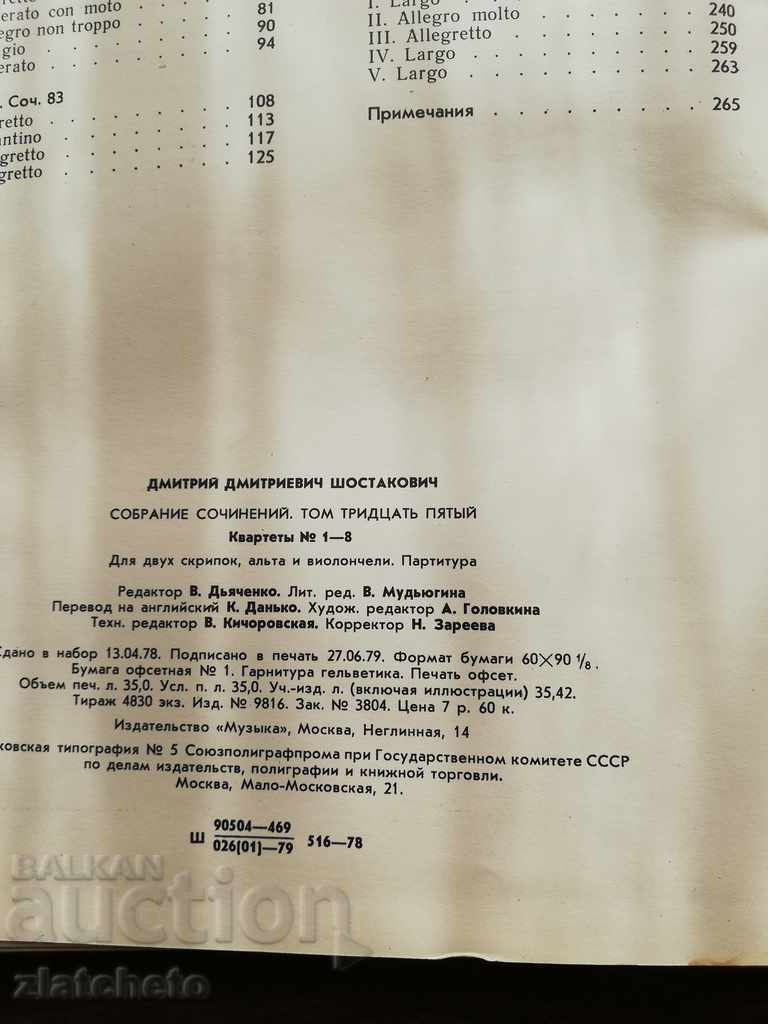 erato con moto . . . . . . . 81
egro non troppo . . . . . . . 90
gio . . . . . . . . . . 94
erato . . . . . . . . .
. Соч. 83
retto . . . . . . . . . 108
ntino . . . . . . . . . 113
gretto . . . . . . . . . 117
gretto . . . . . . . . . 125
I. Largo . . . . . . . .
II. Allegro molto . . . . . . . 240
III. Allegretto . . . . . . . . 250
IV. Largo . . . . . . . . . 259
V. Largo . . . . . . . . . 263
Примечания . . . . . . . . . 265
ДМИТРИЙ ДМИТРИЕВИЧ ШОСТАКОВИЧ
СОБРАНИЕ СОЧИНЕНИЙ. ТОМ ТРИДЦАТЬ ПЯТЫЙ
Квартеты № 1—8
Для двух скрипок, альта и виолончели. Партитура
Редактор В. Дьяченко. Лит. ред. В. Мудьюгина
Перевод на английский К. Данько. Худож. редактор А. Головкина
Техн. редактор В. Кичоровская. Корректор Н. Зареева
Сдано в набор 13.04.78. Подписано в печать 27.06.79. Формат бумаги 60×90 1/8.
Бумага офсетная № 1. Гарнитура гельветика. Печать офсет.
Объем печ. л. 35,0. Усл. п. л. 35,0. Уч.-изд. л. (включая иллюстрации) 35,42.
Тираж 4830 экз. Изд. № 9816. Зак. № 3804. Цена 7 р. 60 к.
Издательство «Музыка», Москва, Неглинная, 14
ковская типография № 5 Союзполиграфпрома при Государственном комитете СССР
по делам издательств, полиграфии и книжной торговли.
Москва, Мало-Московская, 21.
Ш 90504—469
026(01)—79 516—78
BALKAN
auction
zlatcheto